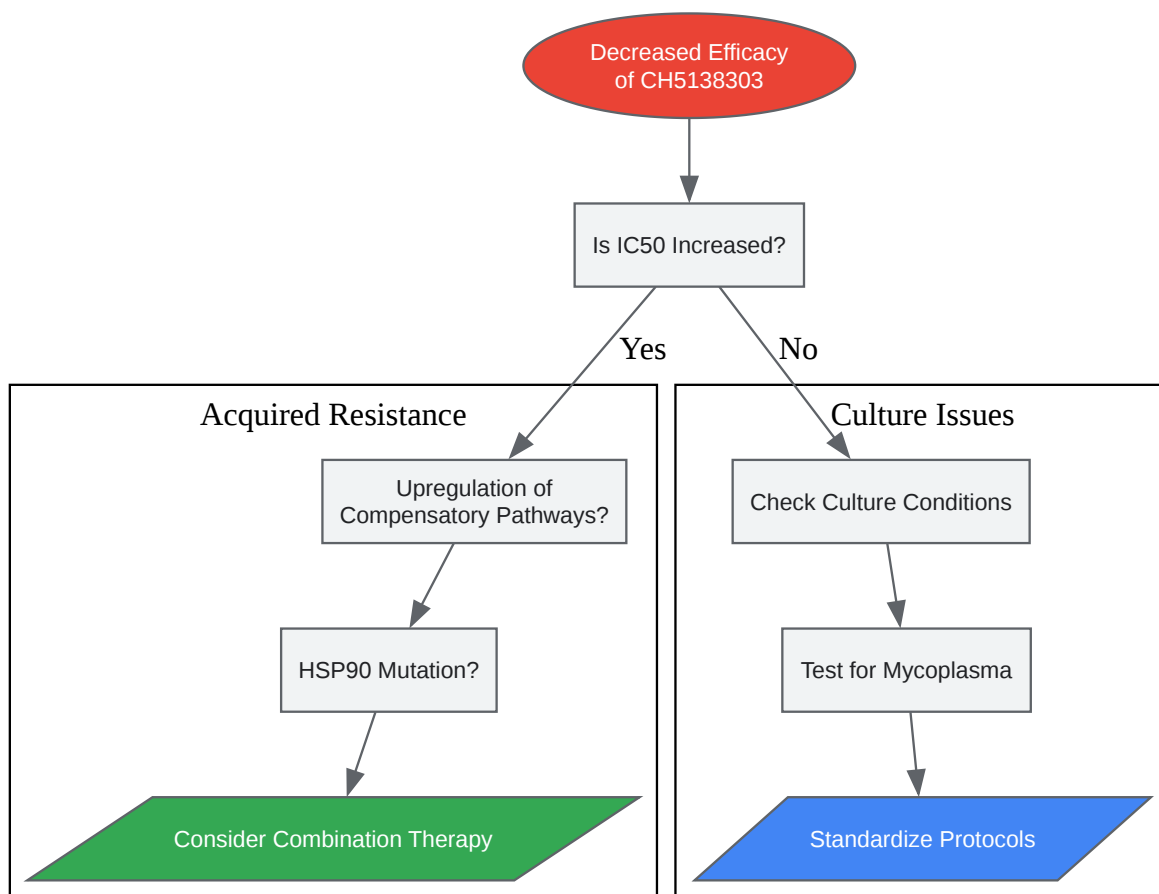 Decreased Efficacy
of CH5138303
Is IC50 Increased?
Yes
No
Acquired Resistance
Culture Issues
Upregulation of
Compensatory Pathways?
Check Culture Conditions
HSP90 Mutation?
Test for Mycoplasma
Consider Combination Therapy
Standardize Protocols